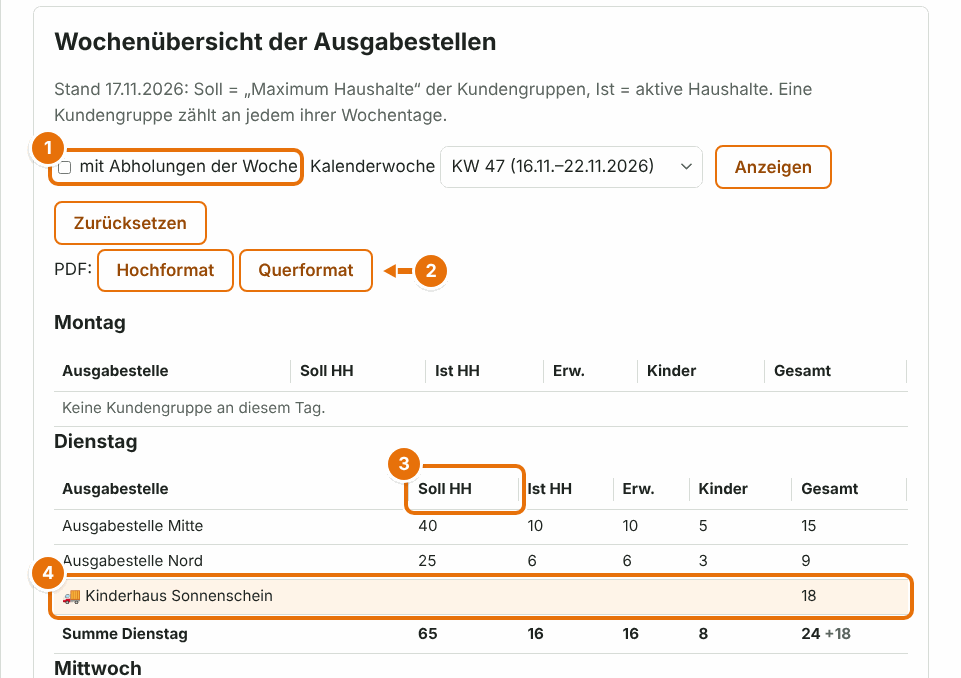 Wochenübersicht der Ausgabestellen
Stand 17.11.2026: Soll = „Maximum Haushalte“ der Kundengruppen, Ist = aktive Haushalte. Eine
Kundengruppe zählt an jedem ihrer Wochentage.
1
mit Abholungen der Woche Kalenderwoche KW 47 (16.11.–22.11.2026) Anzeigen
Zurücksetzen
PDF: Hochformat Querformat 2
Montag
Ausgabestelle Soll HH Ist HH Erw. Kinder Gesamt
Keine Kundengruppe an diesem Tag.
Dienstag
3
Ausgabestelle Soll HH Ist HH Erw. Kinder Gesamt
Ausgabestelle Mitte 40 10 10 5 15
Ausgabestelle Nord 25 6 6 3 9
4
🚚 Kinderhaus Sonnenschein 18
Summe Dienstag 65 16 16 8 24 +18
Mittwoch